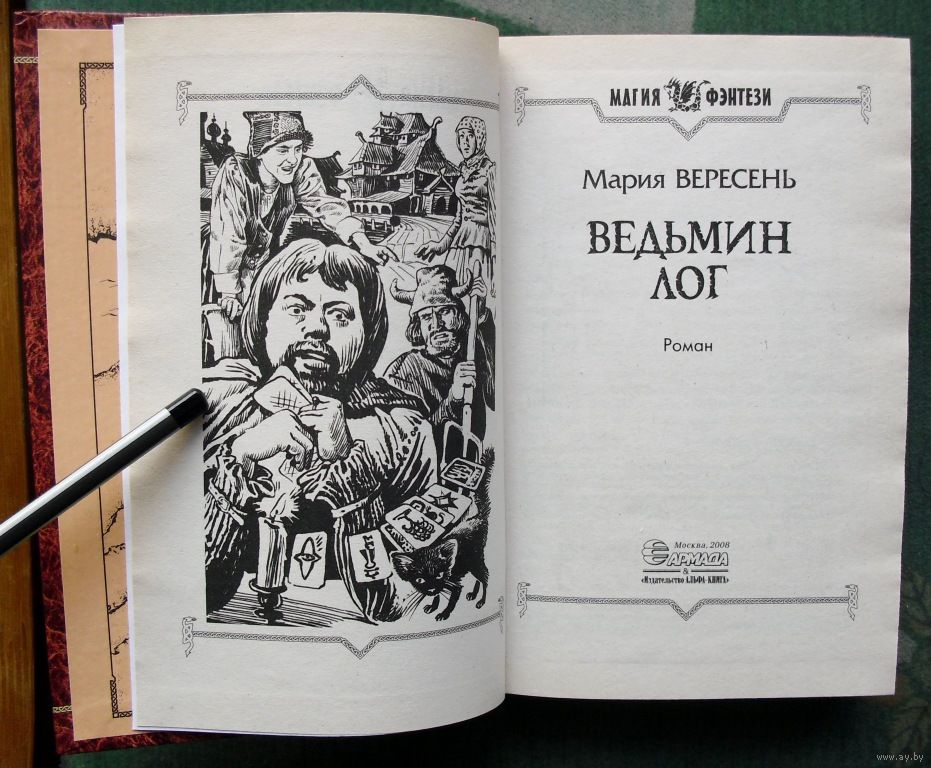 МАГИЯ ФЭНТЕЗИ
Мария ВЕРЕСЕНЬ
ВЕДЬМИН
ЛОГ
Роман
Москва, 2008
АРМАДА
&
«Издательство АЛЬФА-КНИГА»
www.ay.by